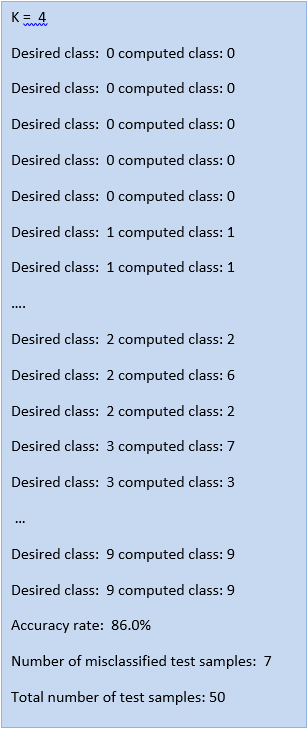 K = 4
Desired class: 0 computed class: 0
Desired class: 0 computed class: 0
Desired class: 0 computed class: 0
Desired class: 0 computed class: 0
Desired class: 0 computed class: 0
Desired class: 1 computed class: 1
Desired class: 1 computed class: 1
....
Desired class: 2 computed class: 2
Desired class: 2 computed class: 6
Desired class: 2 computed class: 2
Desired class: 3 computed class: 7
Desired class: 3 computed class: 3
...
Desired class: 9 computed class: 9
Desired class: 9 computed class: 9
Accuracy rate: 86.0%
Number of misclassified test samples: 7
Total number of test samples: 50